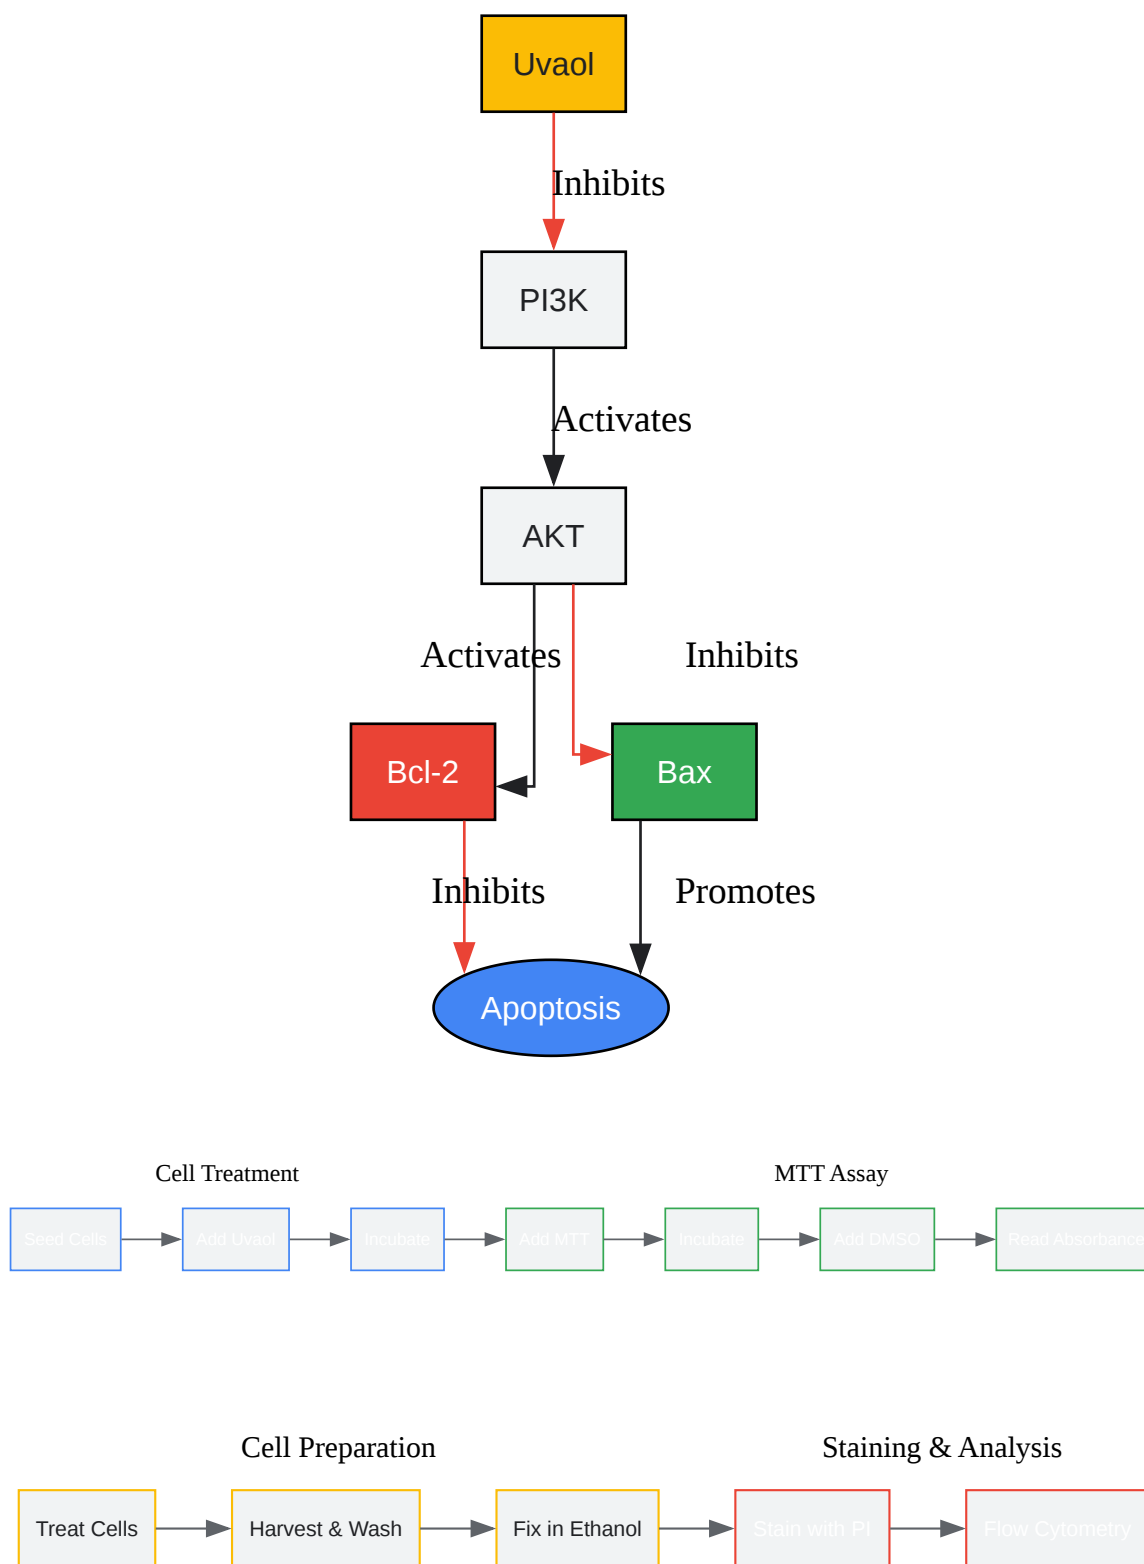 Uvaol
Inhibits
PI3K
Activates
AKT
Activates
Inhibits
Bcl-2
Bax
Inhibits
Promotes
Apoptosis
Cell Treatment
MTT Assay
Seed Cells
Add Uvaol
Incubate
Add MTT
Incubate
Add DMSO
Read Absorbance
Cell Preparation
Staining & Analysis
Treat Cells
Harvest & Wash
Fix in Ethanol
Stain with PI
Flow Cytometry